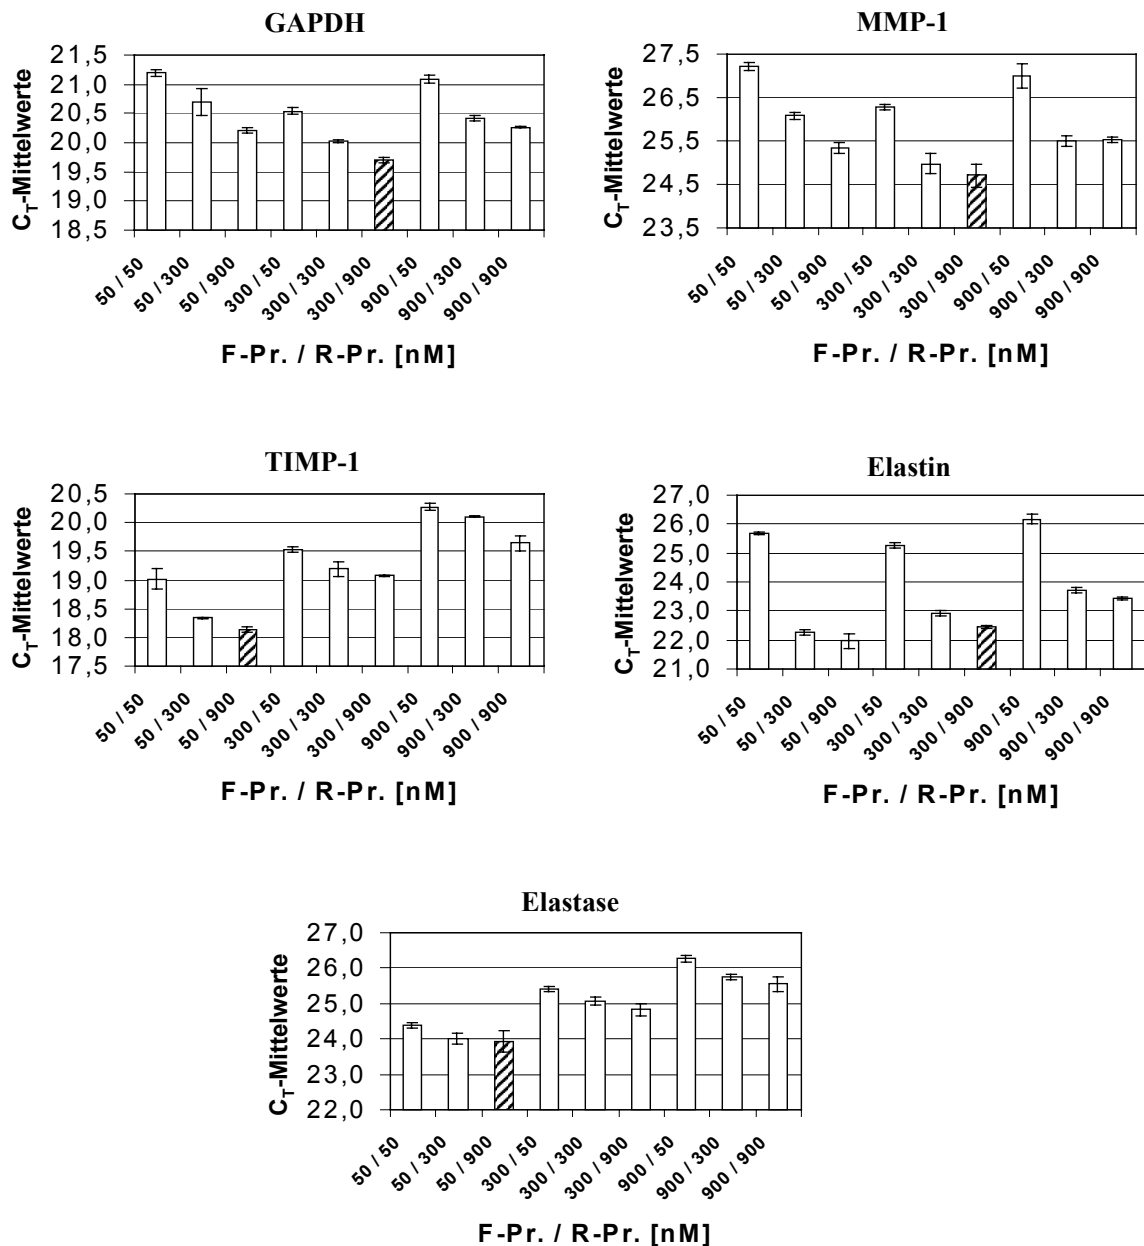 GAPDH
C_T-Mittelwerte
21,5
21,0
20,5
20,0
19,5
19,0
18,5
50 / 50
50 / 300
50 / 900
300 / 50
300 / 300
300 / 900
900 / 50
900 / 300
900 / 900
F-Pr. / R-Pr. [nM]
MMP-1
C_T-Mittelwerte
27,5
26,5
25,5
24,5
23,5
50 / 50
50 / 300
50 / 900
300 / 50
300 / 300
300 / 900
900 / 50
900 / 300
900 / 900
F-Pr. / R-Pr. [nM]
TIMP-1
C_T-Mittelwerte
20,5
20,0
19,5
19,0
18,5
18,0
17,5
50 / 50
50 / 300
50 / 900
300 / 50
300 / 300
300 / 900
900 / 50
900 / 300
900 / 900
F-Pr. / R-Pr. [nM]
Elastin
C_T-Mittelwerte
27,0
26,0
25,0
24,0
23,0
22,0
21,0
50 / 50
50 / 300
50 / 900
300 / 50
300 / 300
300 / 900
900 / 50
900 / 300
900 / 900
F-Pr. / R-Pr. [nM]
Elastase
C_T-Mittelwerte
27,0
26,0
25,0
24,0
23,0
22,0
50 / 50
50 / 300
50 / 900
300 / 50
300 / 300
300 / 900
900 / 50
900 / 300
900 / 900
F-Pr. / R-Pr. [nM]